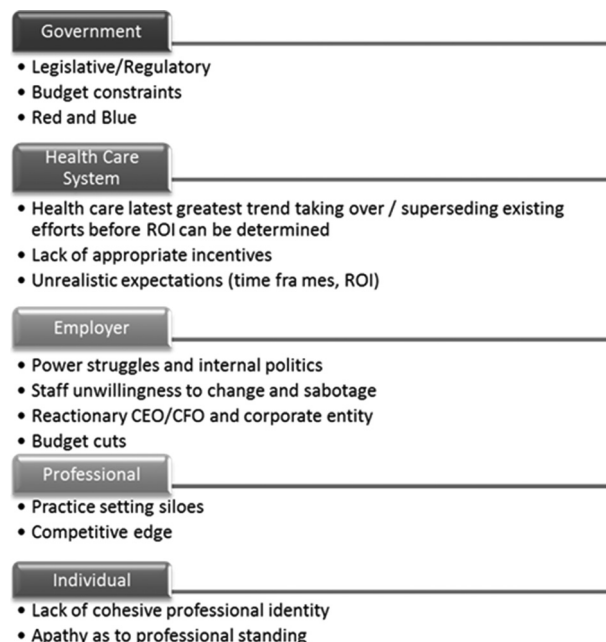 Government
• Legislative/Regulatory
• Budget constraints
• Red and Blue
Health Care
System
• Health care latest greatest trend taking over / superseding existing
efforts before ROI can be determined
• Lack of appropriate incentives
• Unrealistic expectations (time fra mes, ROI)
Employer
• Power struggles and internal politics
• Staff unwillingness to change and sabotage
• Reactionary CEO/CFO and corporate entity
• Budget cuts
Professional
• Practice setting siloes
• Competitive edge
Individual
• Lack of cohesive professional identity
• Apathy as to professional standing